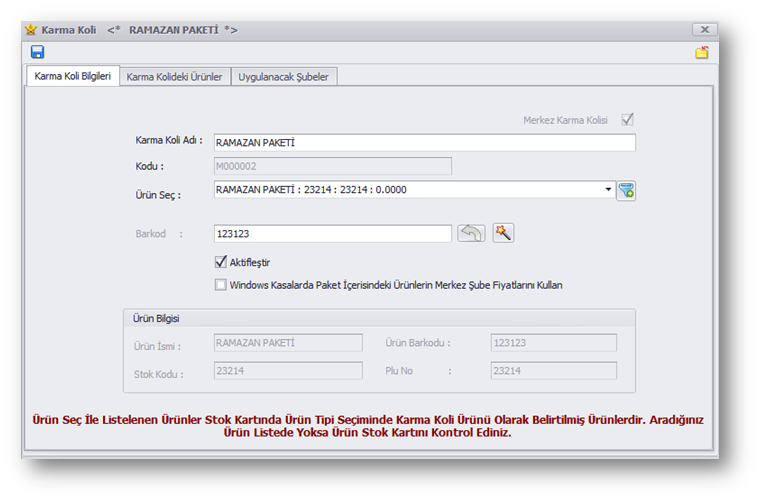 Karma Koli <* RAMAZAN PAKETİ *>
Karma Koli Bilgileri Karma Kolideki Ürünler Uygulanacak Şubeler
Merkez Karma Kolisi
Karma Koli Adı : RAMAZAN PAKETİ
Kodu : M000002
Ürün Seç : RAMAZAN PAKETİ : 23214 : 23214 : 0.0000
Barkod : 123123
Aktifleştir
Windows Kasalarda Paket İçerisindeki Ürünlerin Merkez Şube Fiyatlarını Kullan
Ürün Bilgisi
Ürün İsmi : RAMAZAN PAKETİ Ürün Barkodu : 123123
Stok Kodu : 23214 Plu No : 23214
Ürün Seç İle Listelenen Ürünler Stok Kartında Ürün Tipi Seçiminde Karma Koli Ürünü Olarak Belirtilmiş Ürünlerdir. Aradığınız
Ürün Listede Yoksa Ürün Stok Kartını Kontrol Ediniz.